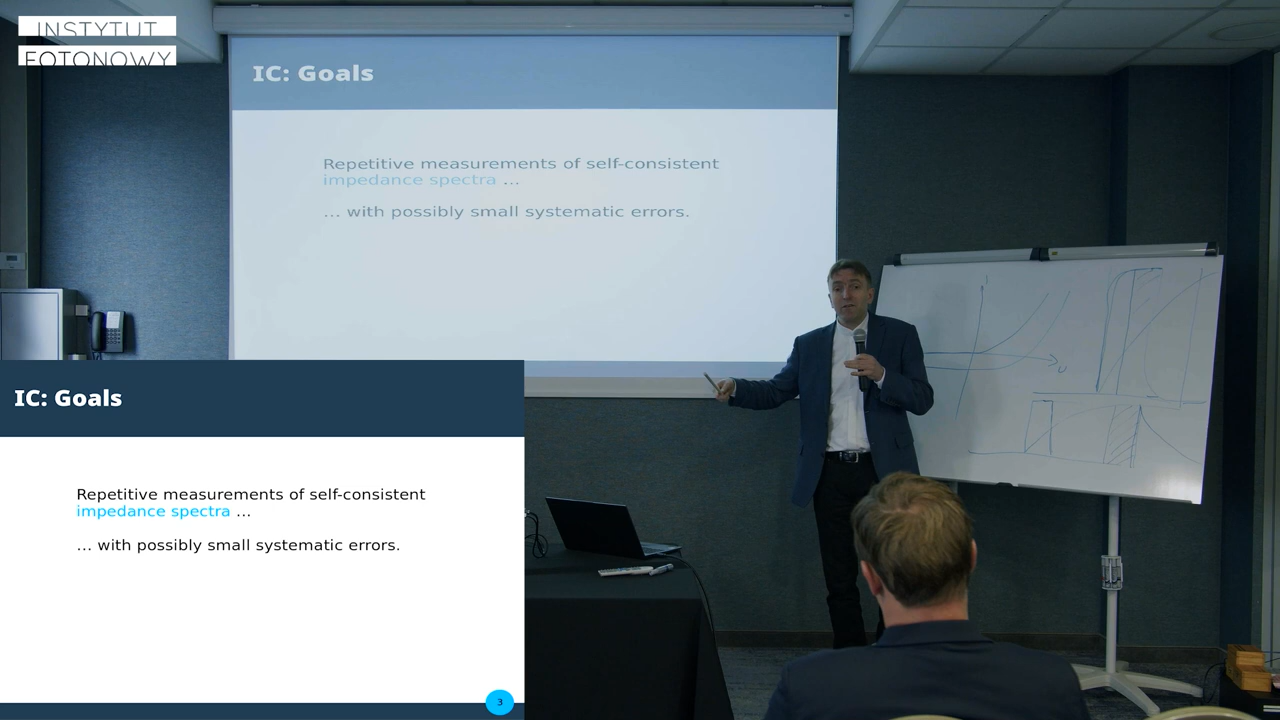 INSTYTUT
FOTONOWY
IC: Goals
Repetitive measurements of self-consistent
impedance spectra ...
... with possibly small systematic errors.
U
IC: Goals
Repetitive measurements of self-consistent
impedance spectra ...
... with possibly small systematic errors.
3